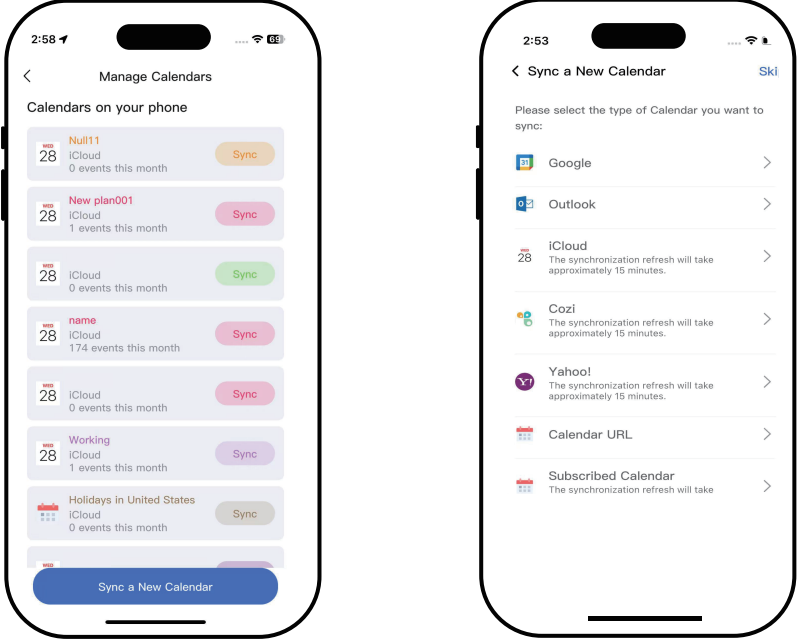 2:58
69
Manage Calendars
Calendars on your phone
WED
28
Null11
iCloud
0 events this month
Sync
WED
28
New plan001
iCloud
1 events this month
Sync
WED
28
iCloud
0 events this month
Sync
WED
28
name
iCloud
174 events this month
Sync
WED
28
iCloud
0 events this month
Sync
WED
28
Working
iCloud
1 events this month
Sync
Holidays in United States
iCloud
0 events this month
Sync
WED
Sync a New Calendar
2:53
Sync a New Calendar
Ski
Please select the type of Calendar you want to
sync:
31
Google
Outlook
WED
28
iCloud
The synchronization refresh will take
approximately 15 minutes.
Cozi
The synchronization refresh will take
approximately 15 minutes.
Y!
Yahoo!
The synchronization refresh will take
approximately 15 minutes.
Calendar URL
Subscribed Calendar
The synchronization refresh will take